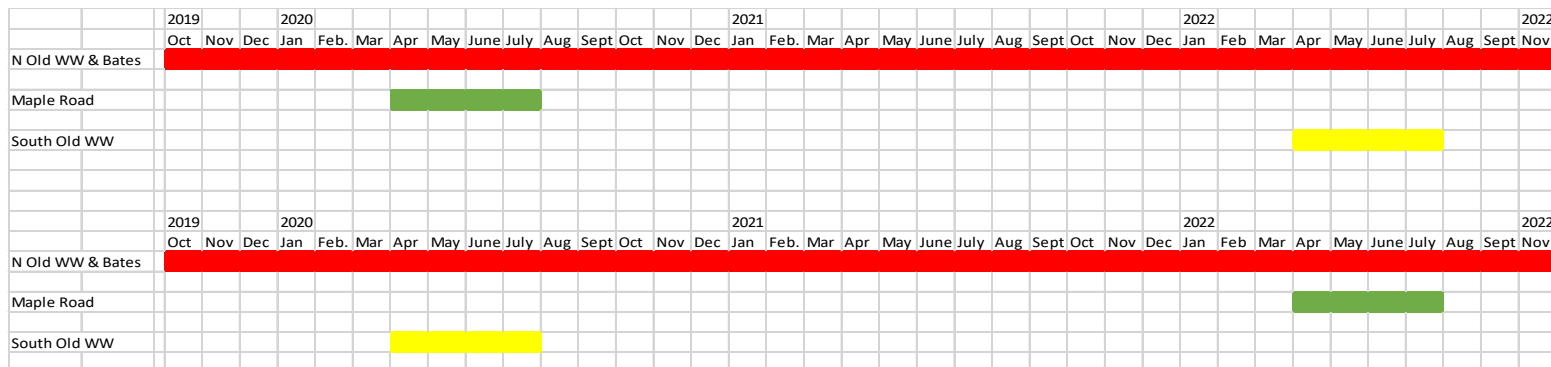 2019 2020 2021 2022 2022
Oct Nov Dec Jan Feb. Mar Apr May June July Aug Sept Oct Nov Dec Jan Feb. Mar Apr May June July Aug Sept Oct Nov Dec Jan Feb Mar Apr May June July Aug Sept Nov
N Old WW & Bates
Maple Road
South Old WW
2019 2020 2021 2022 2022
Oct Nov Dec Jan Feb. Mar Apr May June July Aug Sept Oct Nov Dec Jan Feb. Mar Apr May June July Aug Sept Oct Nov Dec Jan Feb Mar Apr May June July Aug Sept Nov
N Old WW & Bates
Maple Road
South Old WW